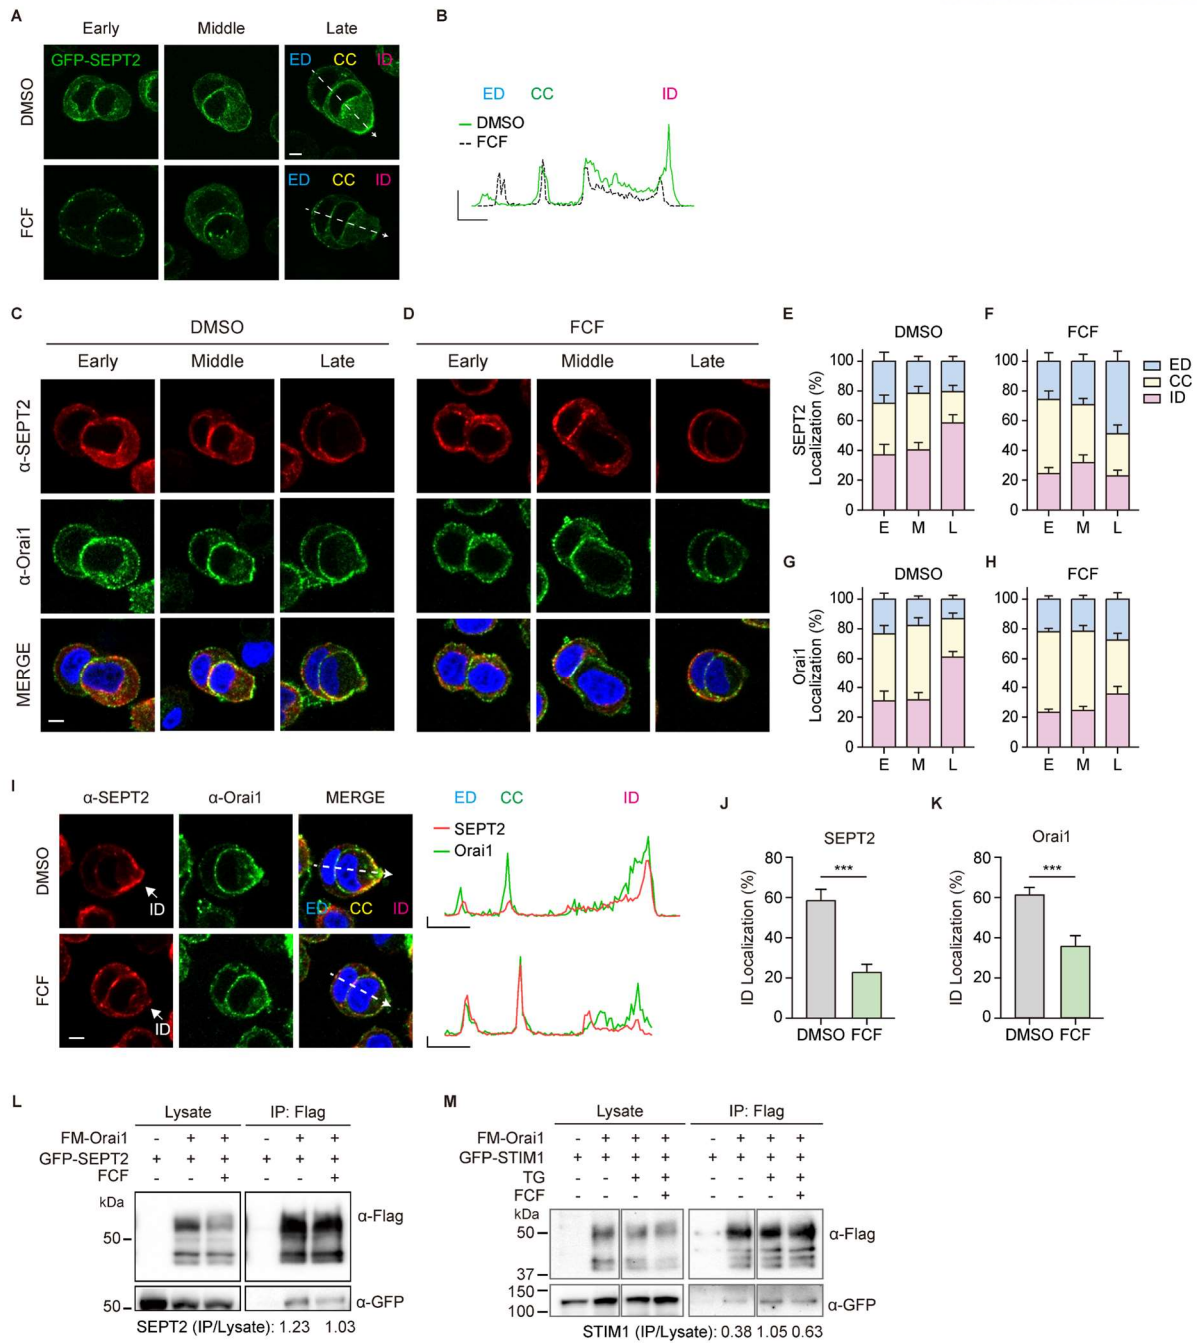 A
Early
Middle
Late
GFP-SEPT2
ED
CC
ID
DMSO
ED
CC
ID
FCF
B
ED
CC
ID
DMSO
FCF
C
DMSO
Early
Middle
Late
α-SEPT2
α-Orai1
MERGE
D
FCF
Early
Middle
Late
E
DMSO
SEPT2
Localization (%)
100
80
60
40
20
0
E M L
F
FCF
100
80
60
40
20
0
E M L
ED
CC
ID
G
DMSO
Orai1
Localization (%)
100
80
60
40
20
0
E M L
H
FCF
100
80
60
40
20
0
E M L
I
α-SEPT2
α-Orai1
MERGE
DMSO
ID
ED
CC
ID
FCF
ID
ED
CC
ID
SEPT2
Orai1
J
SEPT2
ID Localization (%)
80
60
40
20
0
***
DMSO FCF
K
Orai1
ID Localization (%)
80
60
40
20
0
***
DMSO FCF
L
Lysate
IP: Flag
FM-Orai1 - + + - + +
GFP-SEPT2 + + + + + +
FCF - - + - - +
kDa
50
α-Flag
50
α-GFP
SEPT2 (IP/Lysate): 1.23 1.03
M
Lysate
IP: Flag
FM-Orai1 - + + + - + + +
GFP-STIM1 + + + + + + + +
TG - - + + - - + +
FCF - - - + - - - +
kDa
50
37
α-Flag
150
100
α-GFP
STIM1 (IP/Lysate): 0.38 1.05 0.63